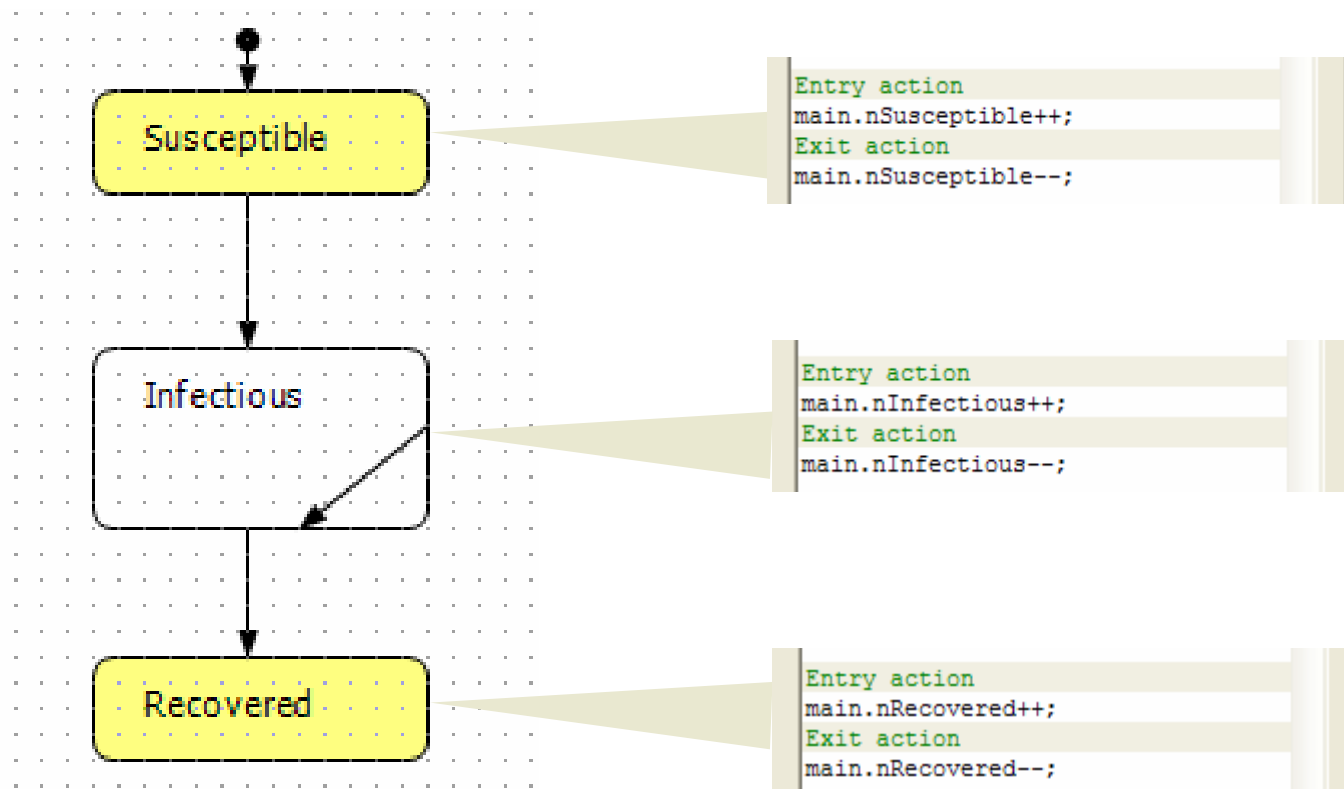 Susceptible
Entry action
main.nSusceptible++;
Exit action
main.nSusceptible--;
Infectious
Entry action
main.nInfectious++;
Exit action
main.nInfectious--;
Recovered
Entry action
main.nRecovered++;
Exit action
main.nRecovered--;